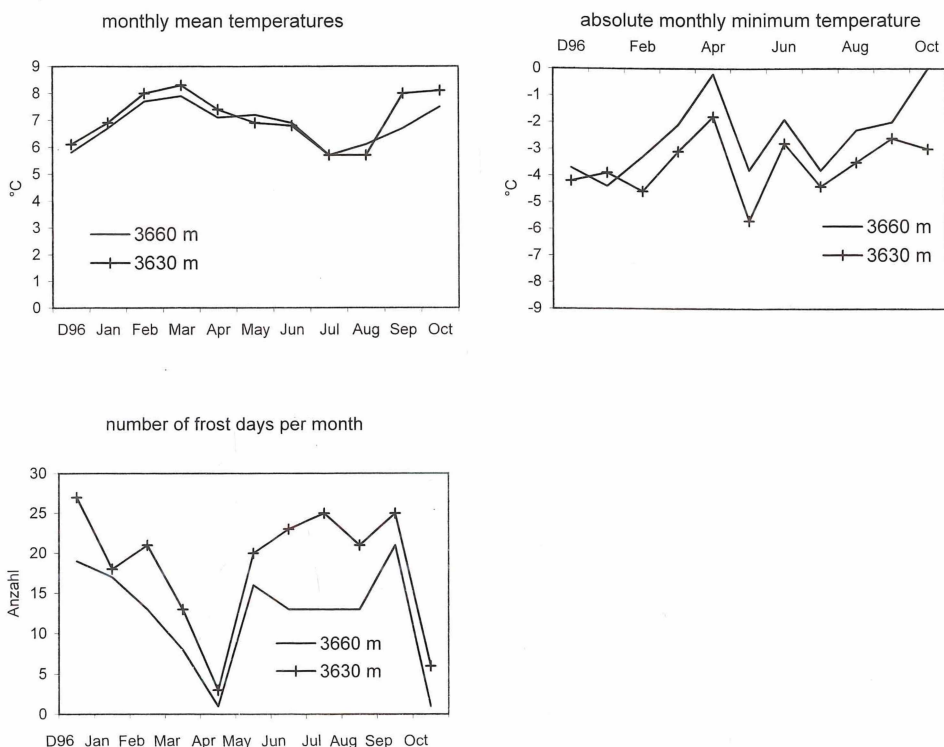 monthly mean temperatures
9
8
7
6
5
4
3
2
1
0
°C
3660 m
3630 m
D96 Jan Feb Mar Apr May Jun Jul Aug Sep Oct
absolute monthly minimum temperature
D96 Feb Apr Jun Aug Oct
0
-1
-2
-3
-4
-5
-6
-7
-8
-9
°C
3660 m
3630 m
number of frost days per month
30
25
20
15
10
5
0
Anzahl
3660 m
3630 m
D96 Jan Feb Mar Apr May Jun Jul Aug Sep Oct